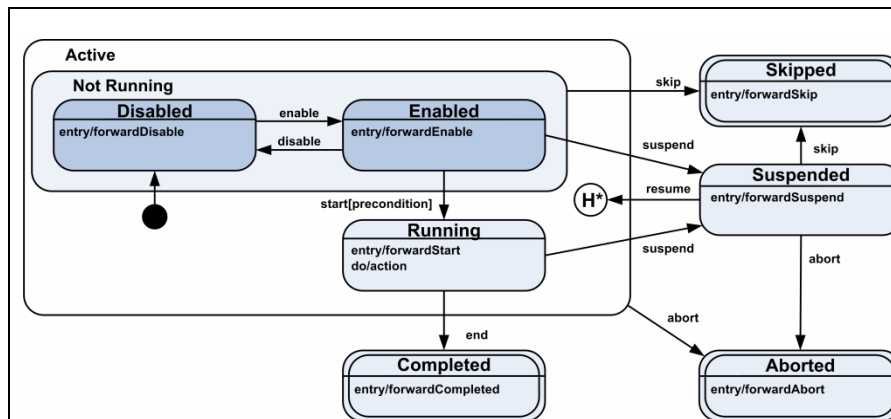 Active
Not Running
Disabled
entry/forwardDisable
enable
disable
Enabled
entry/forwardEnable
skip
Skipped
entry/forwardSkip
suspend
skip
Suspended
entry/forwardSuspend
resume
H*
start[precondition]
Running
entry/forwardStart
do/action
suspend
abort
abort
end
Completed
entry/forwardCompleted
Aborted
entry/forwardAbort